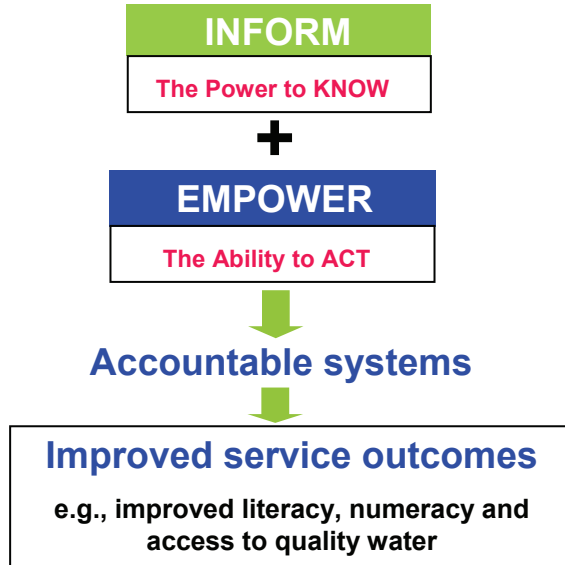 INFORM
The Power to KNOW
+
EMPOWER
The Ability to ACT
Accountable systems
Improved service outcomes
e.g., improved literacy, numeracy and
access to quality water